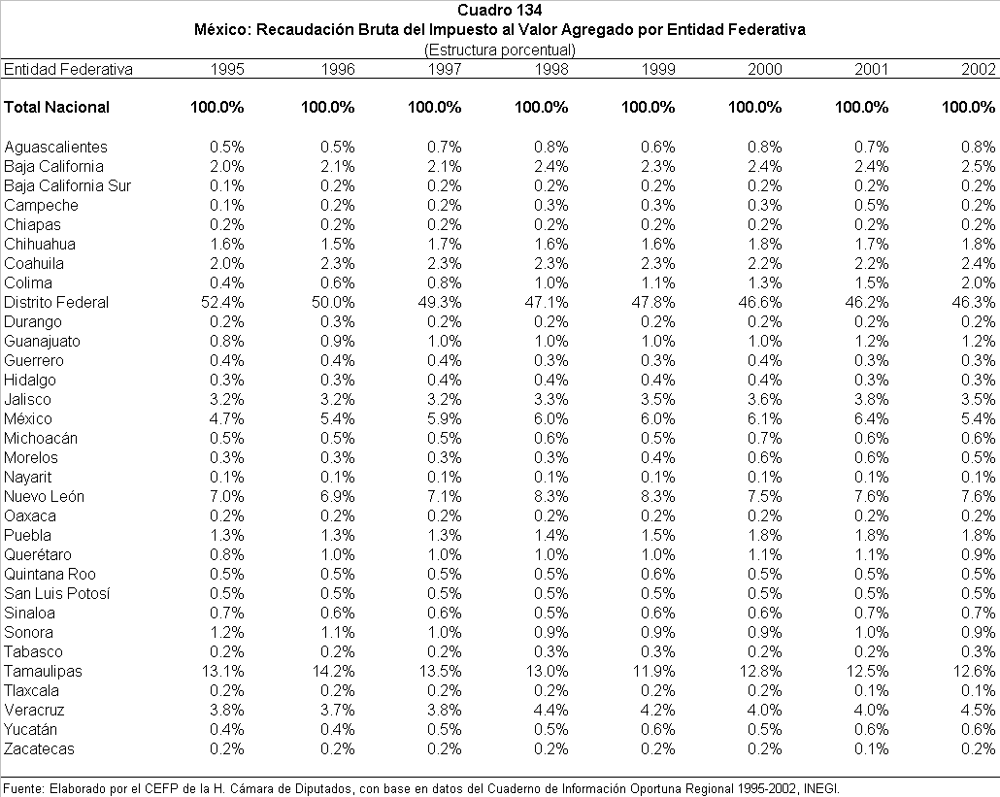 Cuadro 134
México: Recaudación Bruta del Impuesto al Valor Agregado por Entidad Federativa
(Estructura porcentual)
Entidad Federativa 1995 1996 1997 1998 1999 2000 2001 2002
Total Nacional 100.0% 100.0% 100.0% 100.0% 100.0% 100.0% 100.0% 100.0%
Aguascalientes 0.5% 0.5% 0.7% 0.8% 0.6% 0.8% 0.7% 0.8%
Baja California 2.0% 2.1% 2.1% 2.4% 2.3% 2.4% 2.4% 2.5%
Baja California Sur 0.1% 0.2% 0.2% 0.2% 0.2% 0.2% 0.2% 0.2%
Campeche 0.1% 0.2% 0.2% 0.3% 0.3% 0.3% 0.5% 0.2%
Chiapas 0.2% 0.2% 0.2% 0.2% 0.2% 0.2% 0.2% 0.2%
Chihuahua 1.6% 1.5% 1.7% 1.6% 1.6% 1.8% 1.7% 1.8%
Coahuila 2.0% 2.3% 2.3% 2.3% 2.3% 2.2% 2.2% 2.4%
Colima 0.4% 0.6% 0.8% 1.0% 1.1% 1.3% 1.5% 2.0%
Distrito Federal 52.4% 50.0% 49.3% 47.1% 47.8% 46.6% 46.2% 46.3%
Durango 0.2% 0.3% 0.2% 0.2% 0.2% 0.2% 0.2% 0.2%
Guanajuato 0.8% 0.9% 1.0% 1.0% 1.0% 1.0% 1.2% 1.2%
Guerrero 0.4% 0.4% 0.4% 0.3% 0.3% 0.4% 0.3% 0.3%
Hidalgo 0.3% 0.3% 0.4% 0.4% 0.4% 0.4% 0.3% 0.3%
Jalisco 3.2% 3.2% 3.2% 3.3% 3.5% 3.6% 3.8% 3.5%
México 4.7% 5.4% 5.9% 6.0% 6.0% 6.1% 6.4% 5.4%
Michoacán 0.5% 0.5% 0.5% 0.6% 0.5% 0.7% 0.6% 0.6%
Morelos 0.3% 0.3% 0.3% 0.3% 0.4% 0.6% 0.6% 0.5%
Nayarit 0.1% 0.1% 0.1% 0.1% 0.1% 0.1% 0.1% 0.1%
Nuevo León 7.0% 6.9% 7.1% 8.3% 8.3% 7.5% 7.6% 7.6%
Oaxaca 0.2% 0.2% 0.2% 0.2% 0.2% 0.2% 0.2% 0.2%
Puebla 1.3% 1.3% 1.3% 1.4% 1.5% 1.8% 1.8% 1.8%
Querétaro 0.8% 1.0% 1.0% 1.0% 1.0% 1.1% 1.1% 0.9%
Quintana Roo 0.5% 0.5% 0.5% 0.5% 0.6% 0.5% 0.5% 0.5%
San Luis Potosí 0.5% 0.5% 0.5% 0.5% 0.5% 0.5% 0.5% 0.5%
Sinaloa 0.7% 0.6% 0.6% 0.5% 0.6% 0.6% 0.7% 0.7%
Sonora 1.2% 1.1% 1.0% 0.9% 0.9% 0.9% 1.0% 0.9%
Tabasco 0.2% 0.2% 0.2% 0.3% 0.3% 0.2% 0.2% 0.3%
Tamaulipas 13.1% 14.2% 13.5% 13.0% 11.9% 12.8% 12.5% 12.6%
Tlaxcala 0.2% 0.2% 0.2% 0.2% 0.2% 0.2% 0.1% 0.1%
Veracruz 3.8% 3.7% 3.8% 4.4% 4.2% 4.0% 4.0% 4.5%
Yucatán 0.4% 0.4% 0.5% 0.5% 0.6% 0.5% 0.6% 0.6%
Zacatecas 0.2% 0.2% 0.2% 0.2% 0.2% 0.2% 0.1% 0.2%
Fuente: Elaborado por el CEFP de la H. Cámara de Diputados, con base en datos del Cuaderno de Información Oportuna Regional 1995-2002, INEGI.